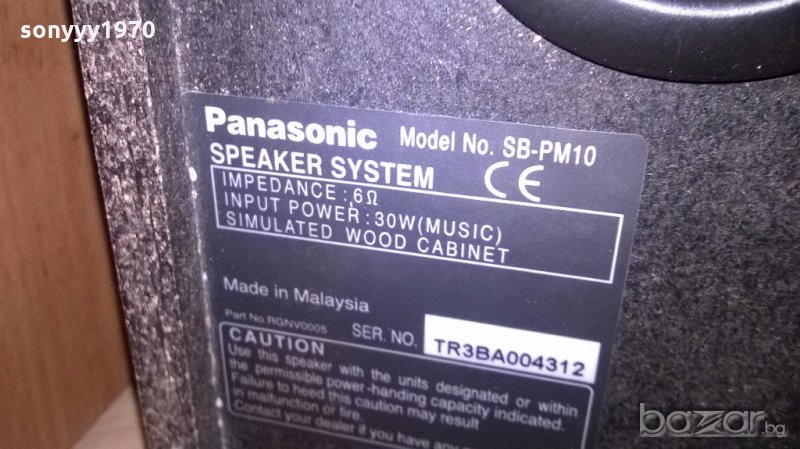 sonyyy1970
Panasonic Model No. SB-PM10
SPEAKER SYSTEM CE
IMPEDANCE : 6Ω
INPUT POWER : 30W(MUSIC)
SIMULATED WOOD CABINET
Made in Malaysia
Part No.RGNV0005 SER. NO. TR3BA004312
CAUTION
Use this speaker with the units designated or within
the permissible power-handing capacity indicated.
Failure to heed this caution may result
in malfunction or fire.
Contact your dealer if you have any
bazar.bg